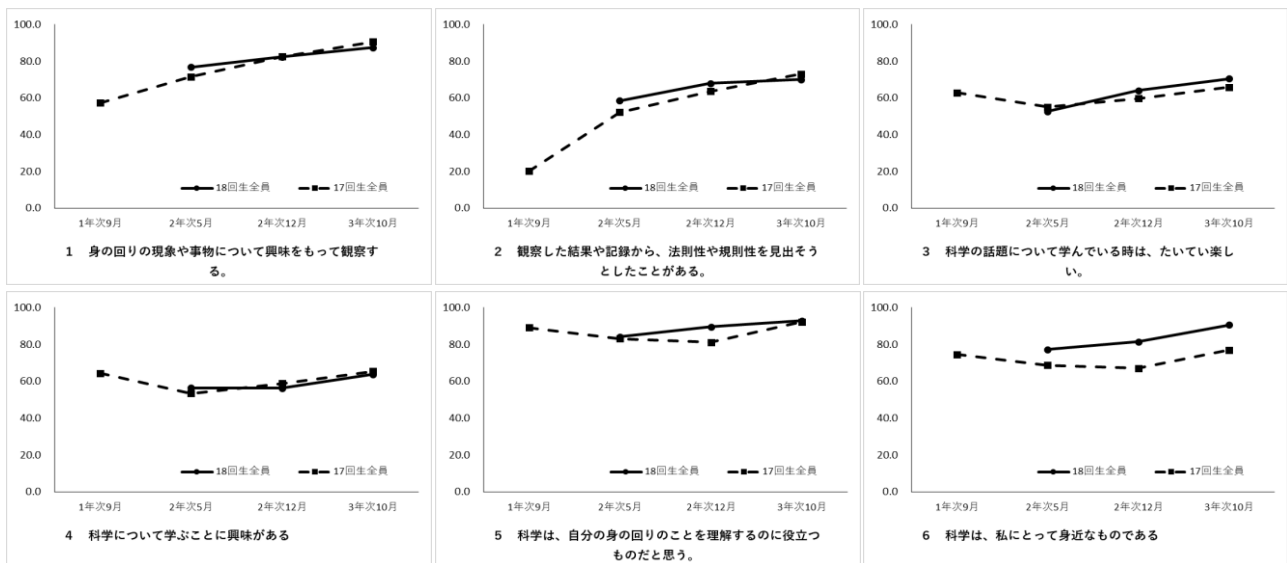 100.0
80.0
60.0
40.0
20.0
0.0
18回生全員 17回生全員
1年次9月 2年次5月 2年次12月 3年次10月
1 身の回りの現象や事物について興味をもって観察す
る。
100.0
80.0
60.0
40.0
20.0
0.0
18回生全員 17回生全員
1年次9月 2年次5月 2年次12月 3年次10月
2 観察した結果や記録から、法則性や規則性を見出そう
としたことがある。
100.0
80.0
60.0
40.0
20.0
0.0
18回生全員 17回生全員
1年次9月 2年次5月 2年次12月 3年次10月
3 科学の話題について学んでいる時は、たいてい楽し
い。
100.0
80.0
60.0
40.0
20.0
0.0
18回生全員 17回生全員
1年次9月 2年次5月 2年次12月 3年次10月
4 科学について学ぶことに興味がある
100.0
80.0
60.0
40.0
20.0
0.0
18回生全員 17回生全員
1年次9月 2年次5月 2年次12月 3年次10月
5 科学は、自分の身の回りのことを理解するのに役立つ
ものだと思う。
100.0
80.0
60.0
40.0
20.0
0.0
18回生全員 17回生全員
1年次9月 2年次5月 2年次12月 3年次10月
6 科学は、私にとって身近なものである